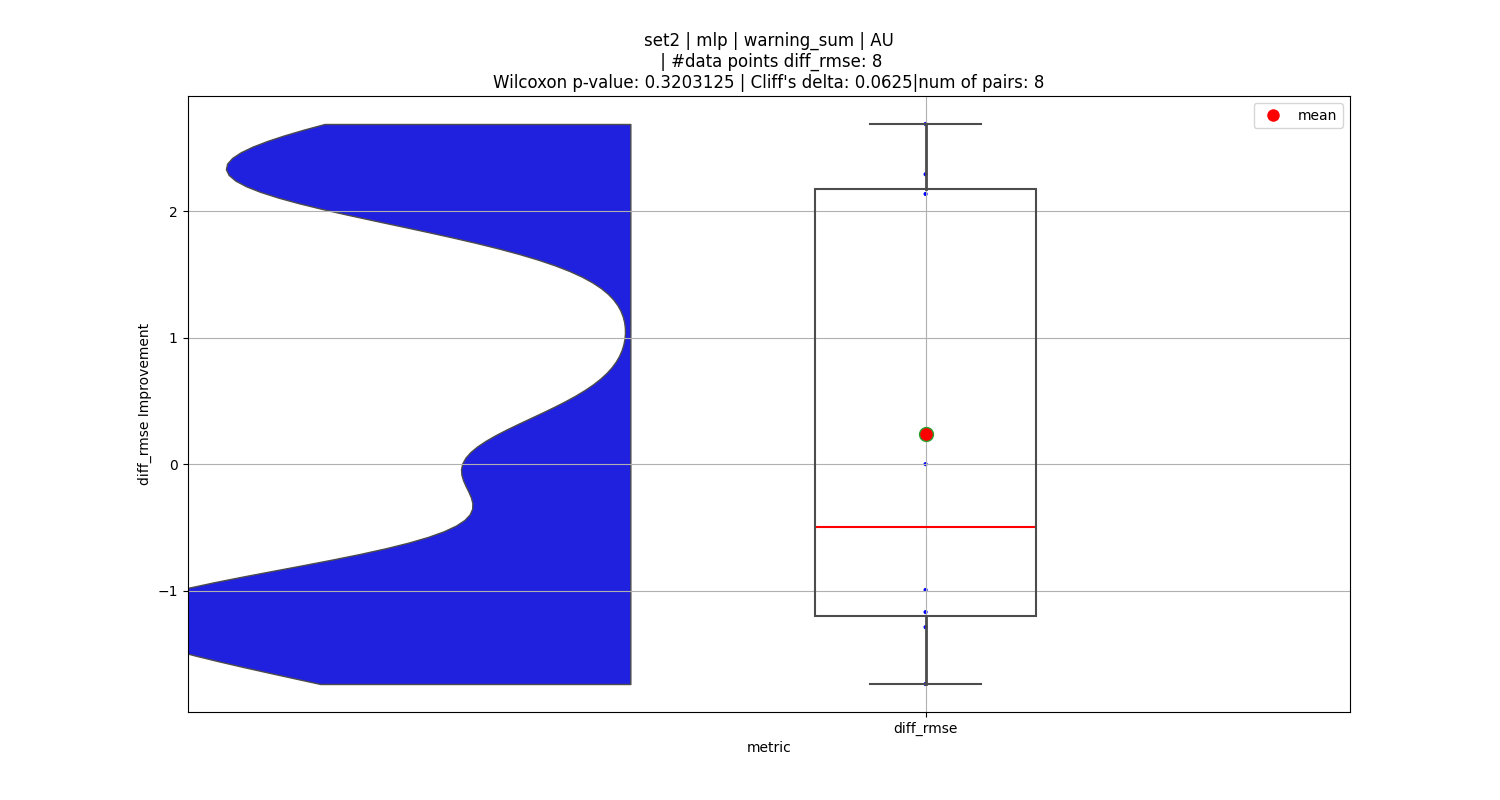 set2 | mlp | warning_sum | AU
| #data points diff_rmse: 8
Wilcoxon p-value: 0.3203125 | Cliff's delta: 0.0625|num of pairs: 8
mean
diff_rmse Improvement
2
1
0
−1
diff_rmse
metric